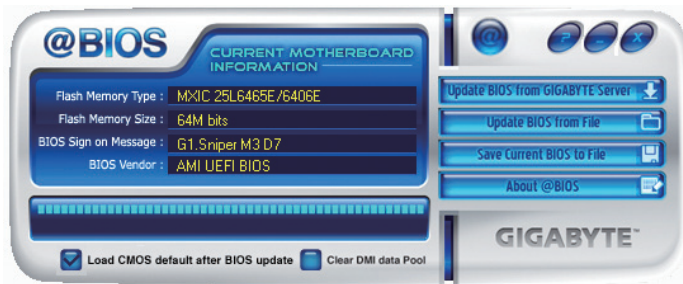 @BIOS
CURRENT MOTHERBOARD
INFORMATION
Flash Memory Type : MXIC 25L6465E/6406E
Flash Memory Size : 64M bits
BIOS Sign on Message : G1.Sniper M3 D7
BIOS Vendor : AMI UEFI BIOS
Load CMOS default after BIOS update Clear DMI data Pool
@ ? _ X
Update BIOS from GIGABYTE Server
Update BIOS from File
Save Current BIOS to File
About @BIOS
GIGABYTE™